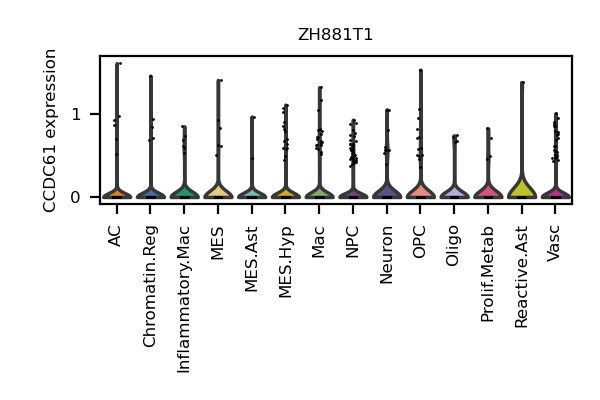 ZH881T1
CCDC61 expression
1
0
AC
Chromatin.Reg
Inflammatory.Mac
MES
MES.Ast
MES.Hyp
Mac
NPC
Neuron
OPC
Oligo
Prolif.Metab
Reactive.Ast
Vasc